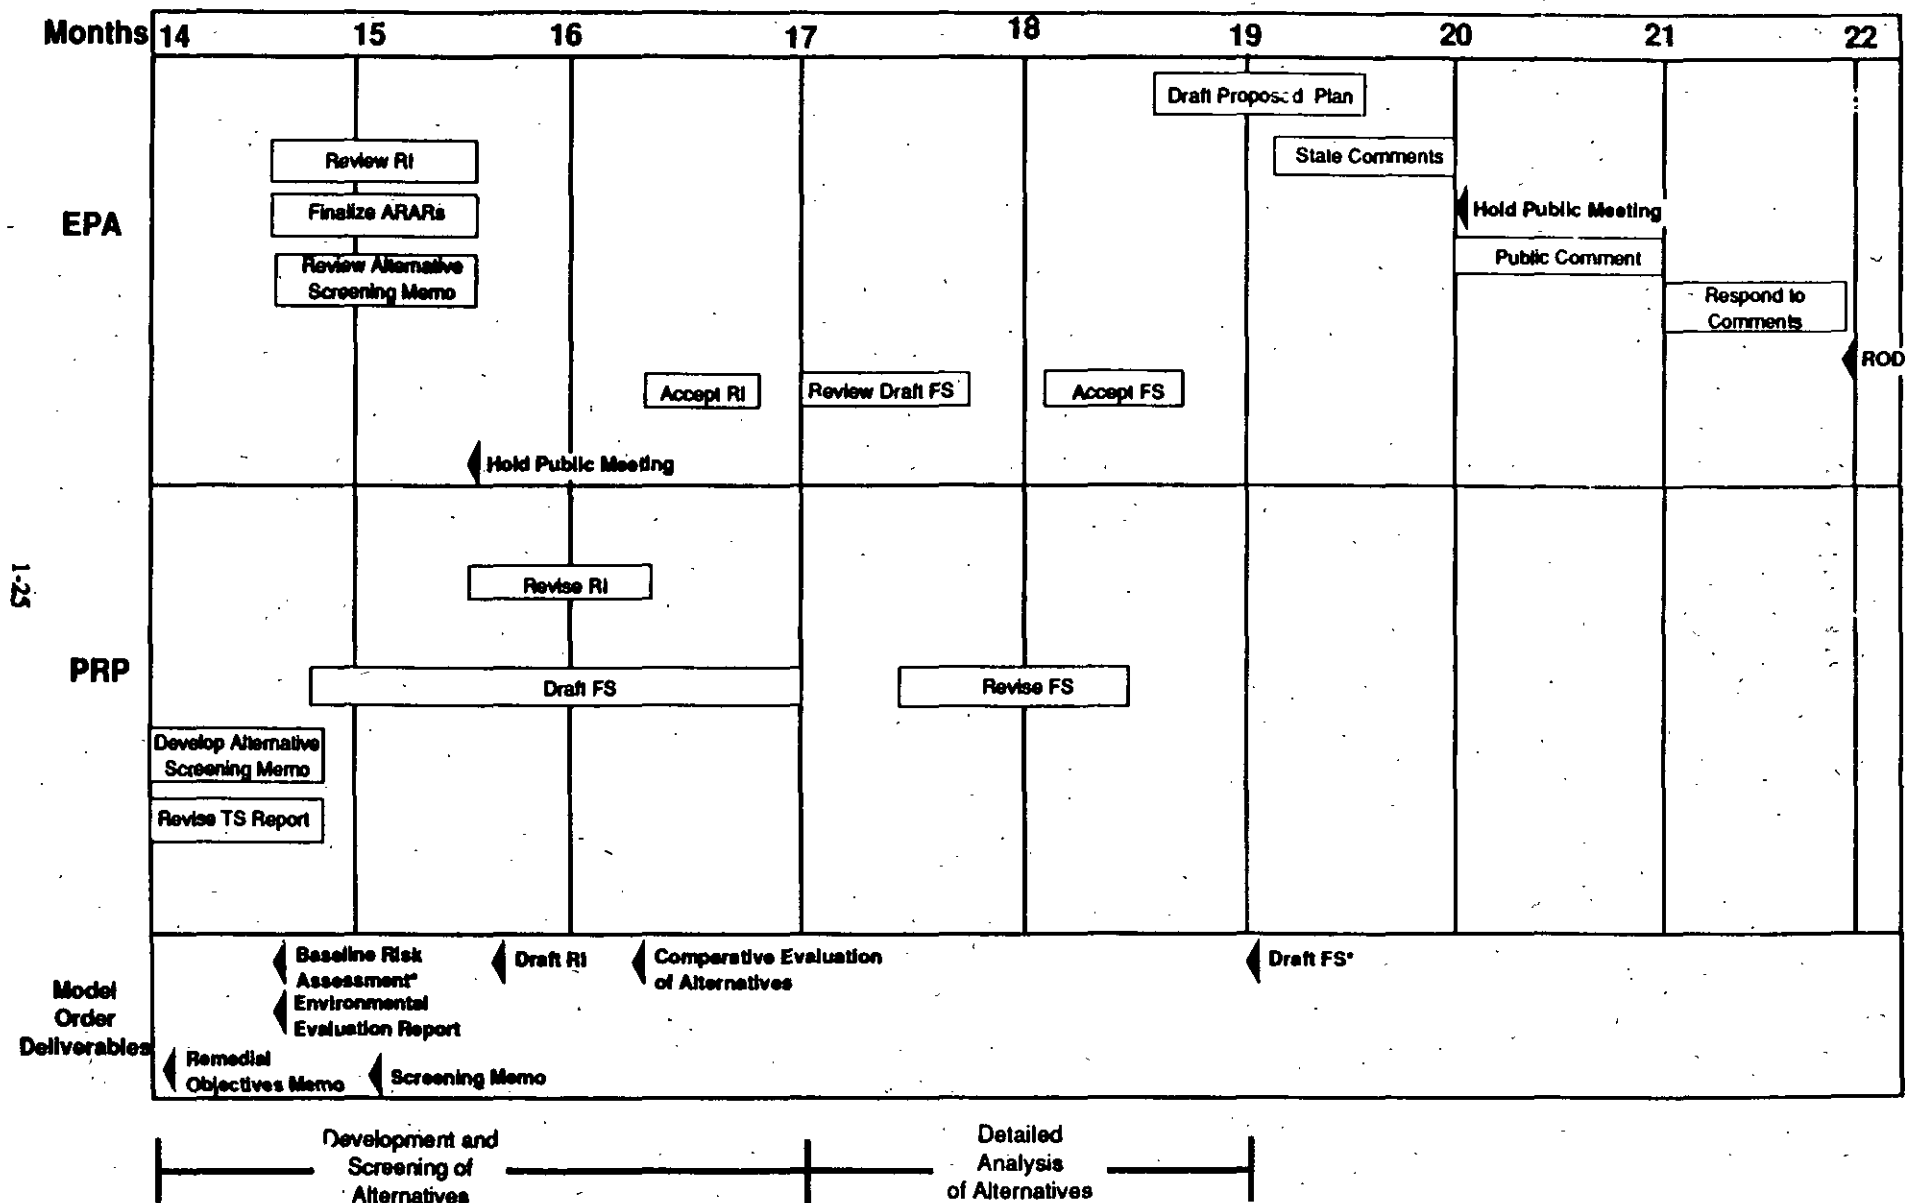 Months 14 15 16 17 18 19 20 21 22
EPA
Draft Proposed Plan
Review RI
State Comments
Finalize ARARs
Hold Public Meeting
Review Alternative
Screening Memo
Public Comment
Respond to
Comments
ROD
Accept RI
Review Draft FS
Accept FS
Hold Public Meeting
1-25
PRP
Revise RI
Draft FS
Revise FS
Develop Alternative
Screening Memo
Revise TS Report
Model
Order
Deliverables
Baseline Risk
Assessment*
Draft RI
Comparative Evaluation
of Alternatives
Draft FS*
Environmental
Evaluation Report
Remedial
Objectives Memo
Screening Memo
Development and
Screening of
Alternatives
Detailed
Analysis
of Alternatives